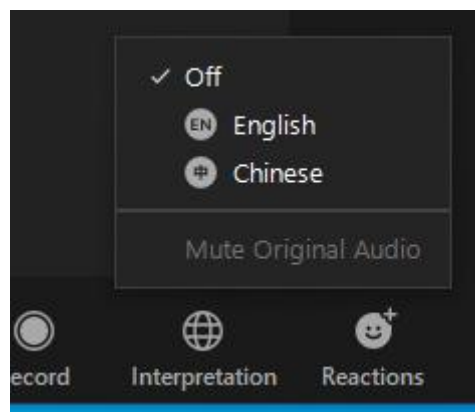 Off
EN English
中 Chinese
Mute Original Audio
ecord Interpretation Reactions